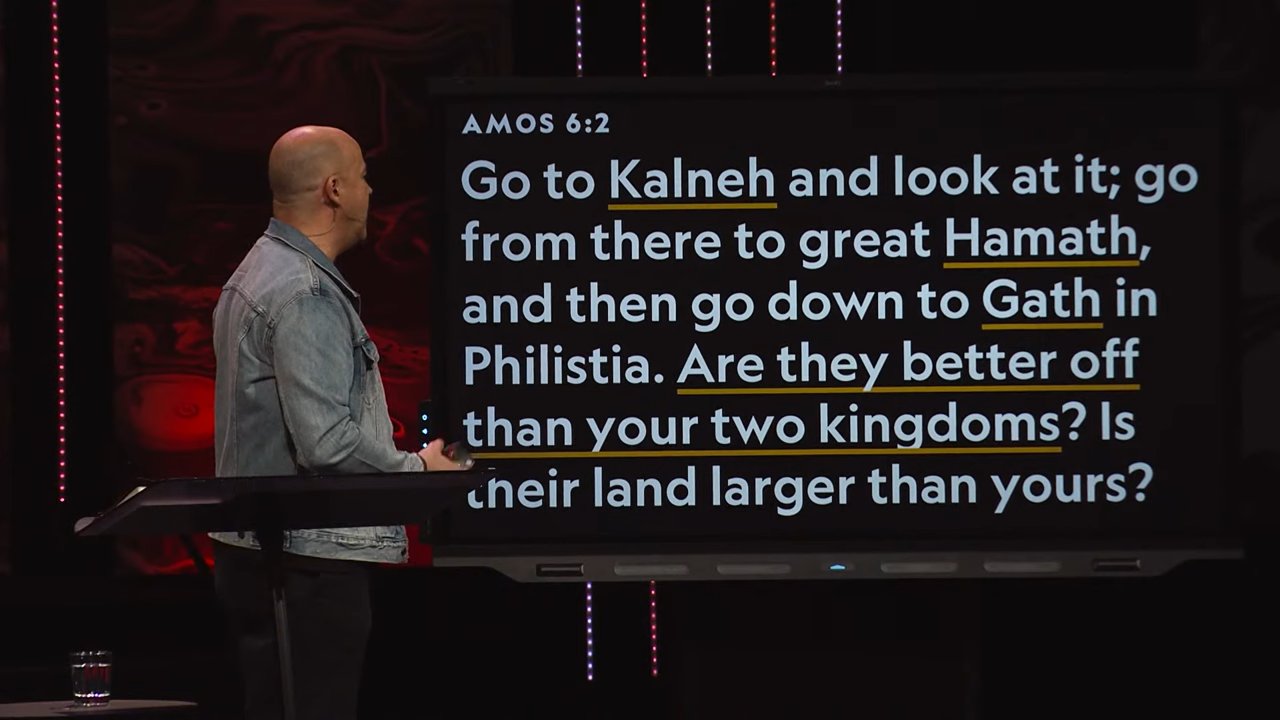 AMOS 6:2
Go to Kalneh and look at it; go
from there to great Hamath,
and then go down to Gath in
Philistia. Are they better off
than your two kingdoms? Is
their land larger than yours?